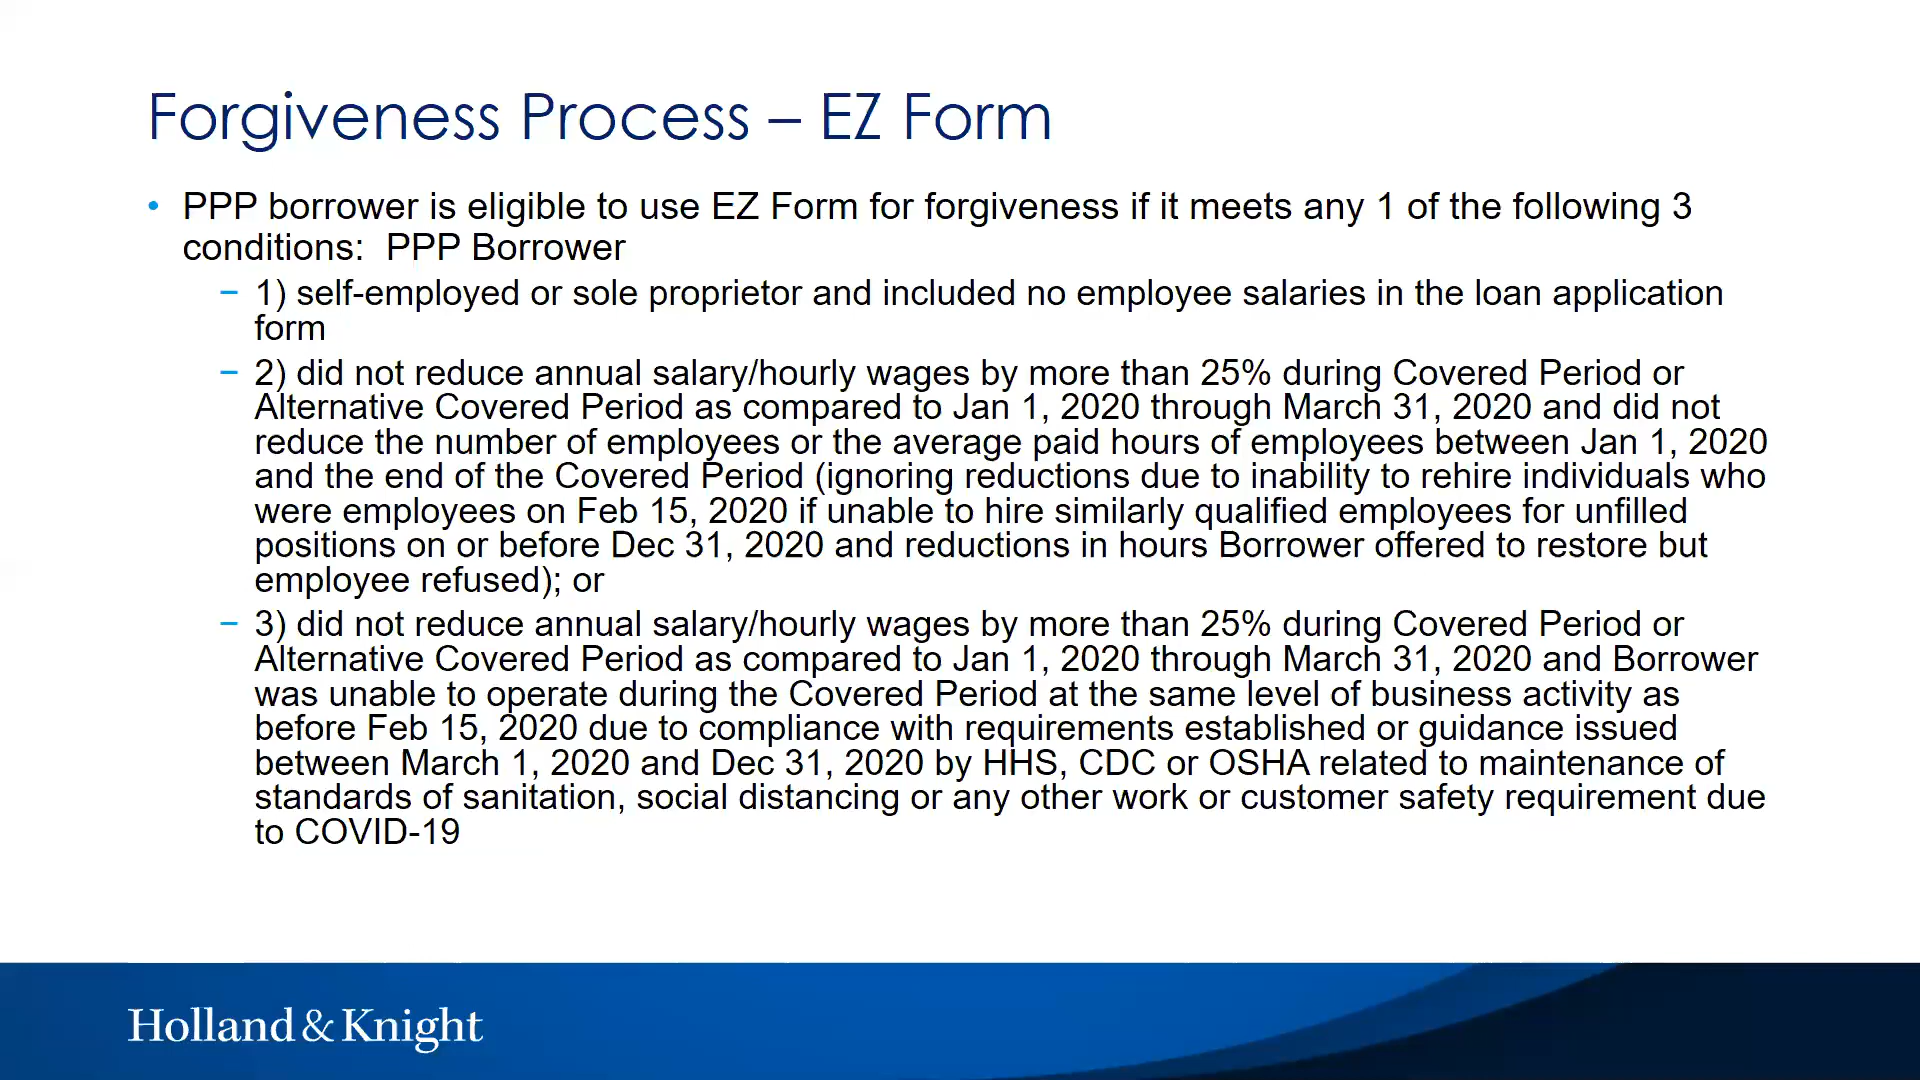 Forgiveness Process – EZ Form
• PPP borrower is eligible to use EZ Form for forgiveness if it meets any 1 of the following 3
conditions:  PPP Borrower
− 1) self-employed or sole proprietor and included no employee salaries in the loan application
form
− 2) did not reduce annual salary/hourly wages by more than 25% during Covered Period or
Alternative Covered Period as compared to Jan 1, 2020 through March 31, 2020 and did not
reduce the number of employees or the average paid hours of employees between Jan 1, 2020
and the end of the Covered Period (ignoring reductions due to inability to rehire individuals who
were employees on Feb 15, 2020 if unable to hire similarly qualified employees for unfilled
positions on or before Dec 31, 2020 and reductions in hours Borrower offered to restore but
employee refused); or
− 3) did not reduce annual salary/hourly wages by more than 25% during Covered Period or
Alternative Covered Period as compared to Jan 1, 2020 through March 31, 2020 and Borrower
was unable to operate during the Covered Period at the same level of business activity as
before Feb 15, 2020 due to compliance with requirements established or guidance issued
between March 1, 2020 and Dec 31, 2020 by HHS, CDC or OSHA related to maintenance of
standards of sanitation, social distancing or any other work or customer safety requirement due
to COVID-19
Holland & Knight